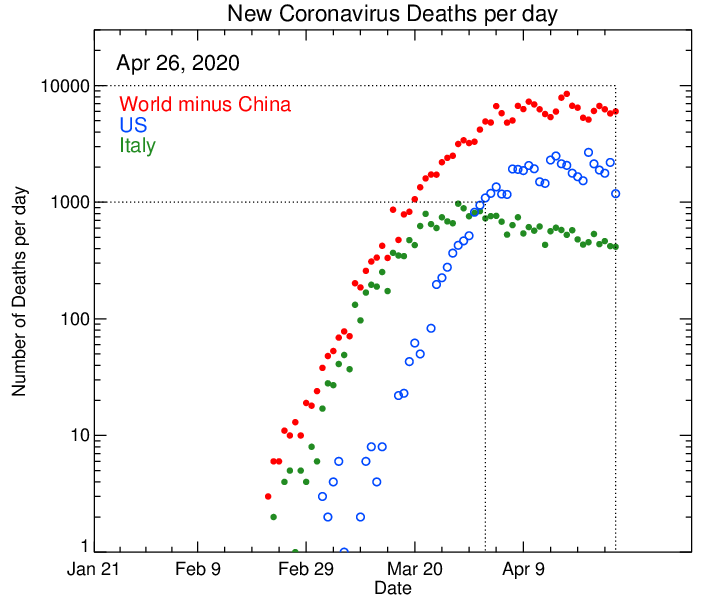 New Coronavirus Deaths per day
Apr 26, 2020
World minus China
US
Italy
Number of Deaths per day
10000
1000
100
10
1
Jan 21
Feb 9
Feb 29
Mar 20
Apr 9
Date